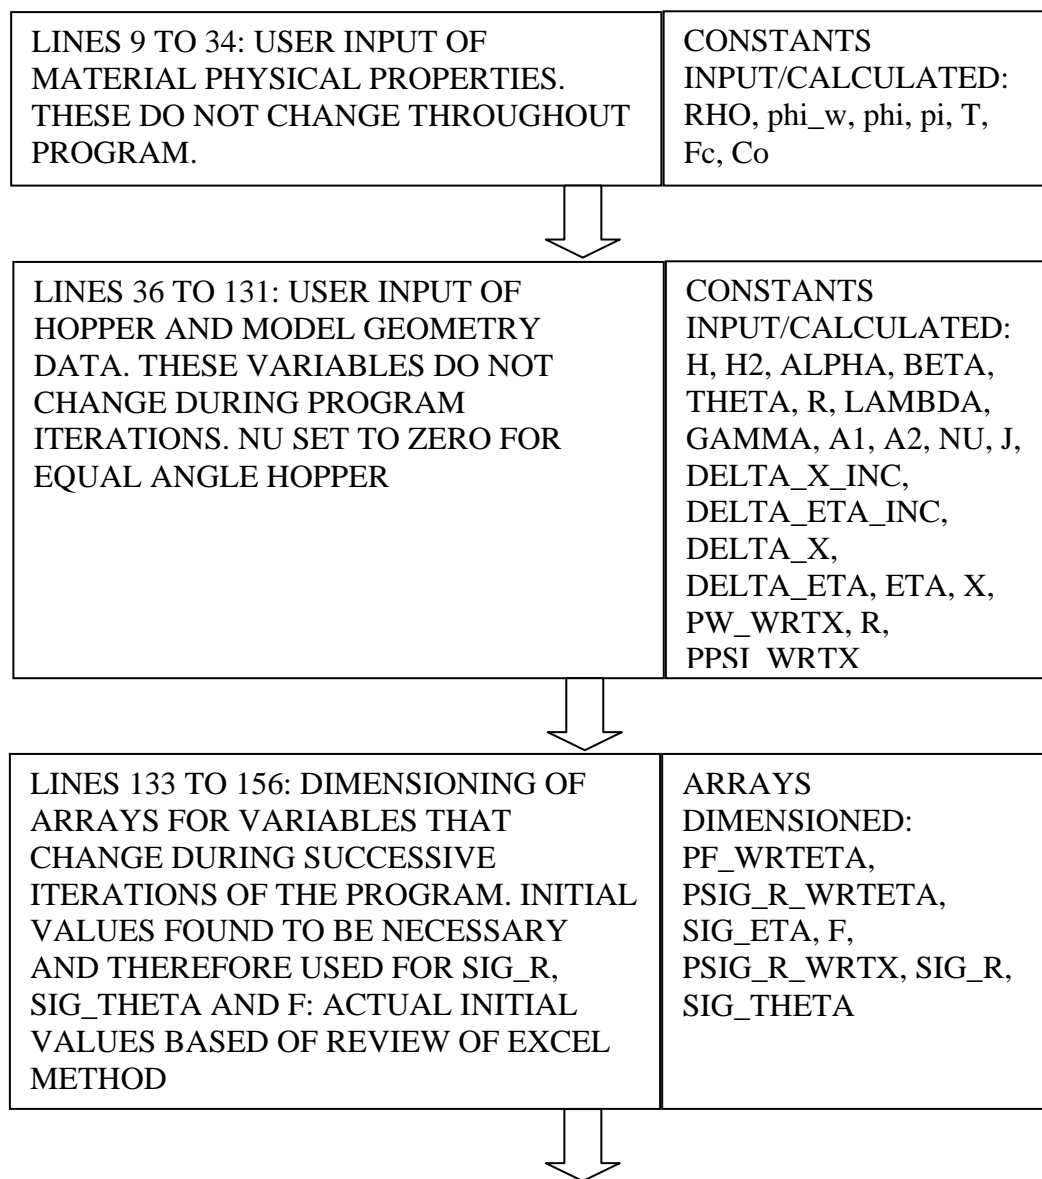 LINES 9 TO 34: USER INPUT OF
MATERIAL PHYSICAL PROPERTIES.
THESE DO NOT CHANGE THROUGHOUT
PROGRAM.
CONSTANTS
INPUT/CALCULATED:
RHO, phi_w, phi, pi, T,
Fc, Co
LINES 36 TO 131: USER INPUT OF
HOPPER AND MODEL GEOMETRY
DATA. THESE VARIABLES DO NOT
CHANGE DURING PROGRAM
ITERATIONS. NU SET TO ZERO FOR
EQUAL ANGLE HOPPER
CONSTANTS
INPUT/CALCULATED:
H, H2, ALPHA, BETA,
THETA, R, LAMBDA,
GAMMA, A1, A2, NU, J,
DELTA_X_INC,
DELTA_ETA_INC,
DELTA_X,
DELTA_ETA, ETA, X,
PW_WRTX, R,
PPSI_WRTX
LINES 133 TO 156: DIMENSIONING OF
ARRAYS FOR VARIABLES THAT
CHANGE DURING SUCCESSIVE
ITERATIONS OF THE PROGRAM. INITIAL
VALUES FOUND TO BE NECESSARY
AND THEREFORE USED FOR SIG_R,
SIG_THETA AND F: ACTUAL INITIAL
VALUES BASED OF REVIEW OF EXCEL
METHOD
ARRAYS
DIMENSIONED:
PF_WRTETA,
PSIG_R_WRTETA,
SIG_ETA, F,
PSIG_R_WRTX, SIG_R,
SIG_THETA